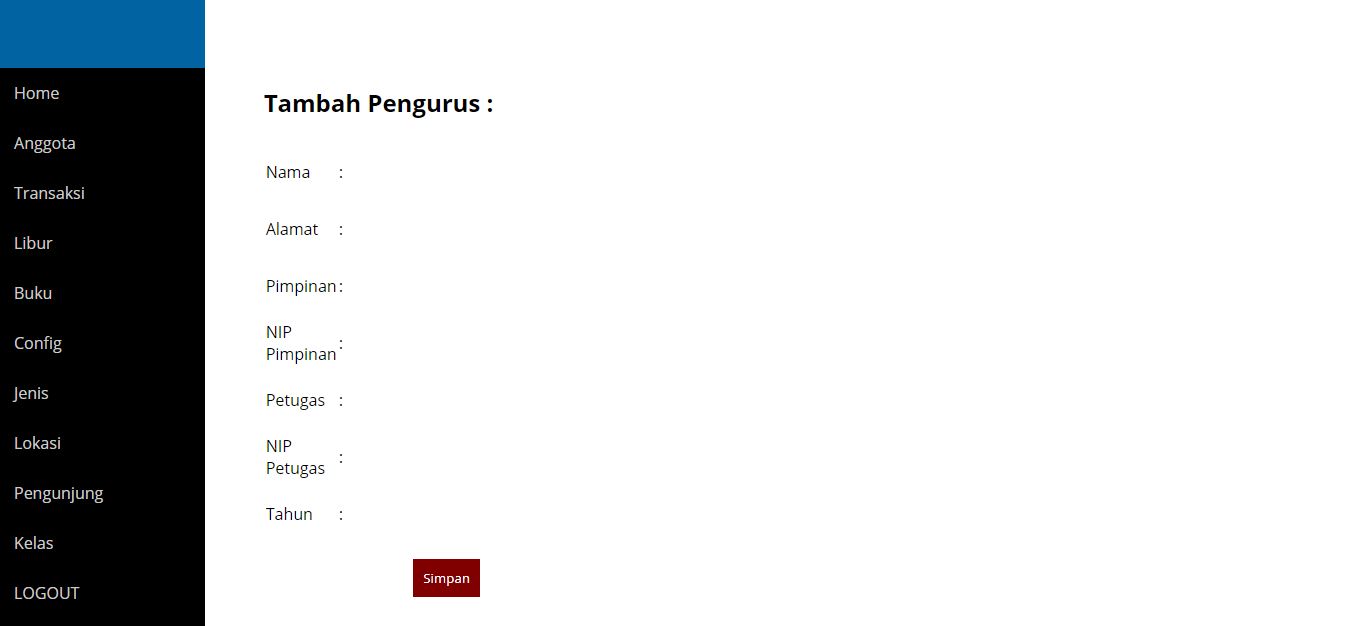 Home
Anggota
Transaksi
Libur
Buku
Config
Jenis
Lokasi
Pengunjung
Kelas
LOGOUT
Tambah Pengurus :
Nama :
Alamat :
Pimpinan :
NIP
Pimpinan :
Petugas :
NIP
Petugas :
Tahun :
Simpan